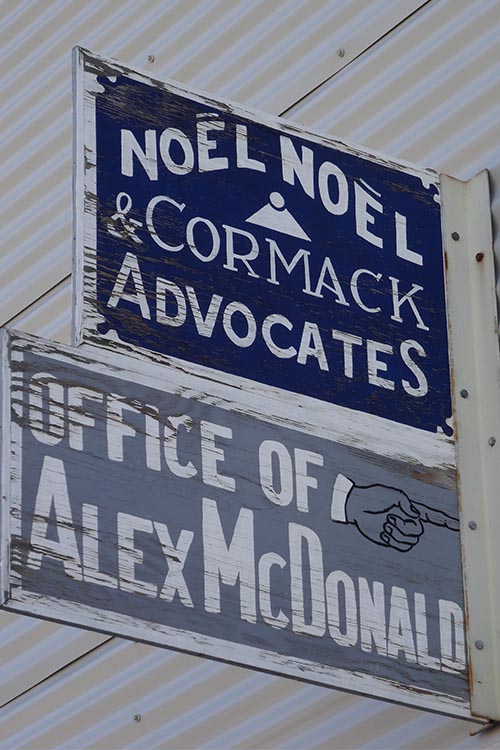 NOËL NOËL
& CORMACK
ADVOCATES
OFFICE OF
ALEX MCDONALD